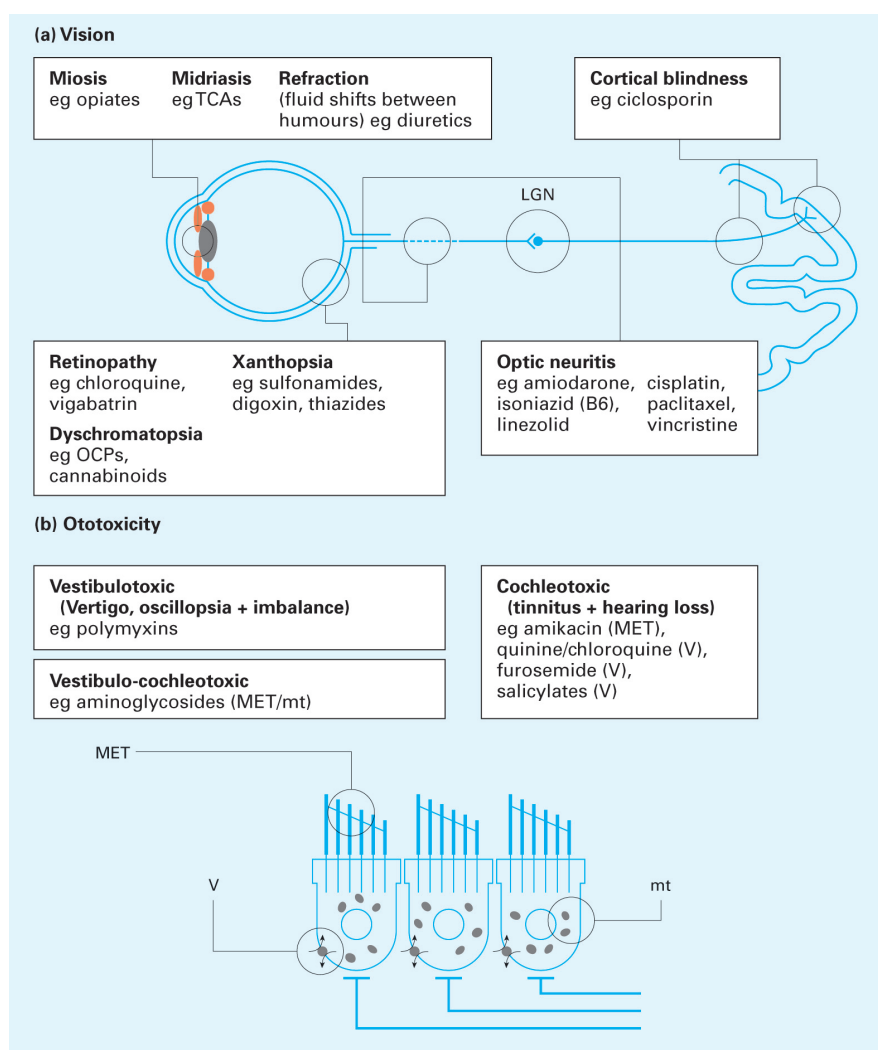 (a) Vision
Miosis
eg opiates
Midriasis
eg TCAs
Refraction
(fluid shifts between
humours) eg diuretics
Cortical blindness
eg ciclosporin
LGN
Retinopathy
eg chloroquine,
vigabatrin
Dyschromatopsia
eg OCPs,
cannabinoids
Xanthopsia
eg sulfonamides,
digoxin, thiazides
Optic neuritis
eg amiodarone,
isoniazid (B6),
linezolid
cisplatin,
paclitaxel,
vincristine
(b) Ototoxicity
Vestibulotoxic
(Vertigo, oscillopsia + imbalance)
eg polymyxins
Vestibulo-cochleotoxic
eg aminoglycosides (MET/mt)
Cochleotoxic
(tinnitus + hearing loss)
eg amikacin (MET),
quinine/chloroquine (V),
furosemide (V),
salicylates (V)
MET
V
mt